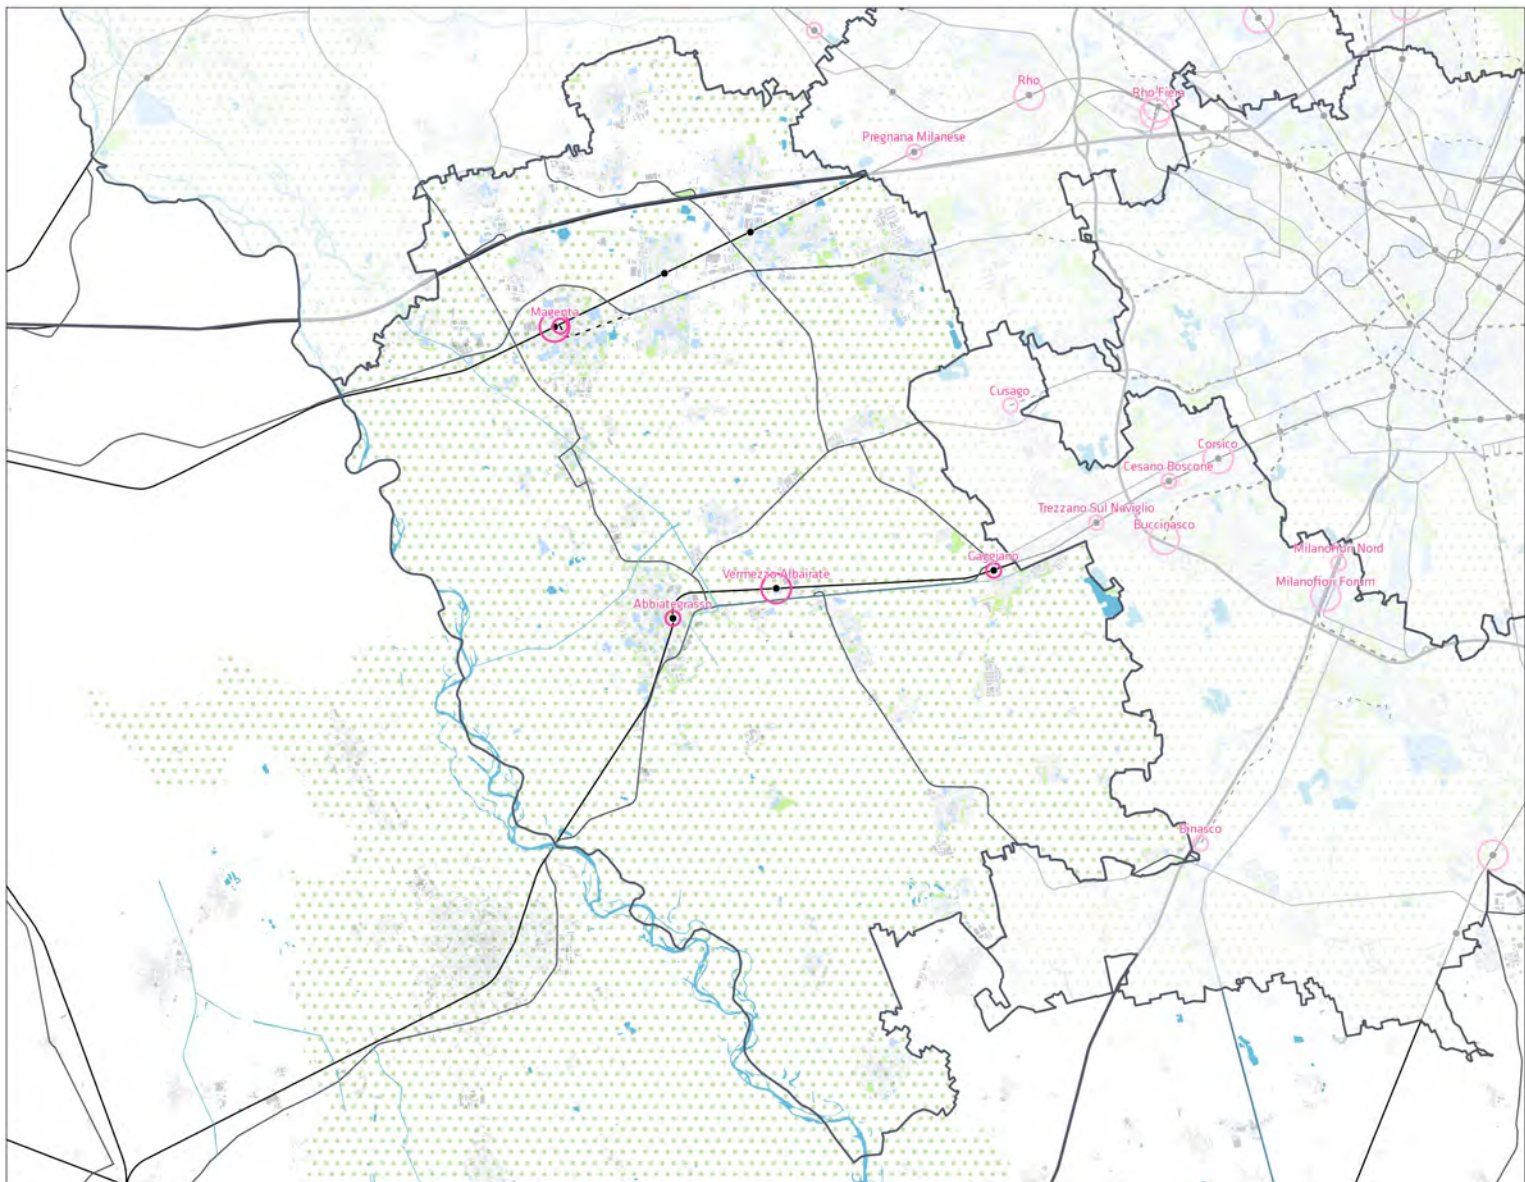 Rho
Rho Fiera
Pregnana Milanese
Magenta
Cusago
Corsico
Cesano Boscone
Trezzano Sul Naviglio
Buccinasco
Milanofiori Nord
Gaggiano
Vermezzo-Albairate
Milanofiori Forum
Abbiategrasso
Binasco